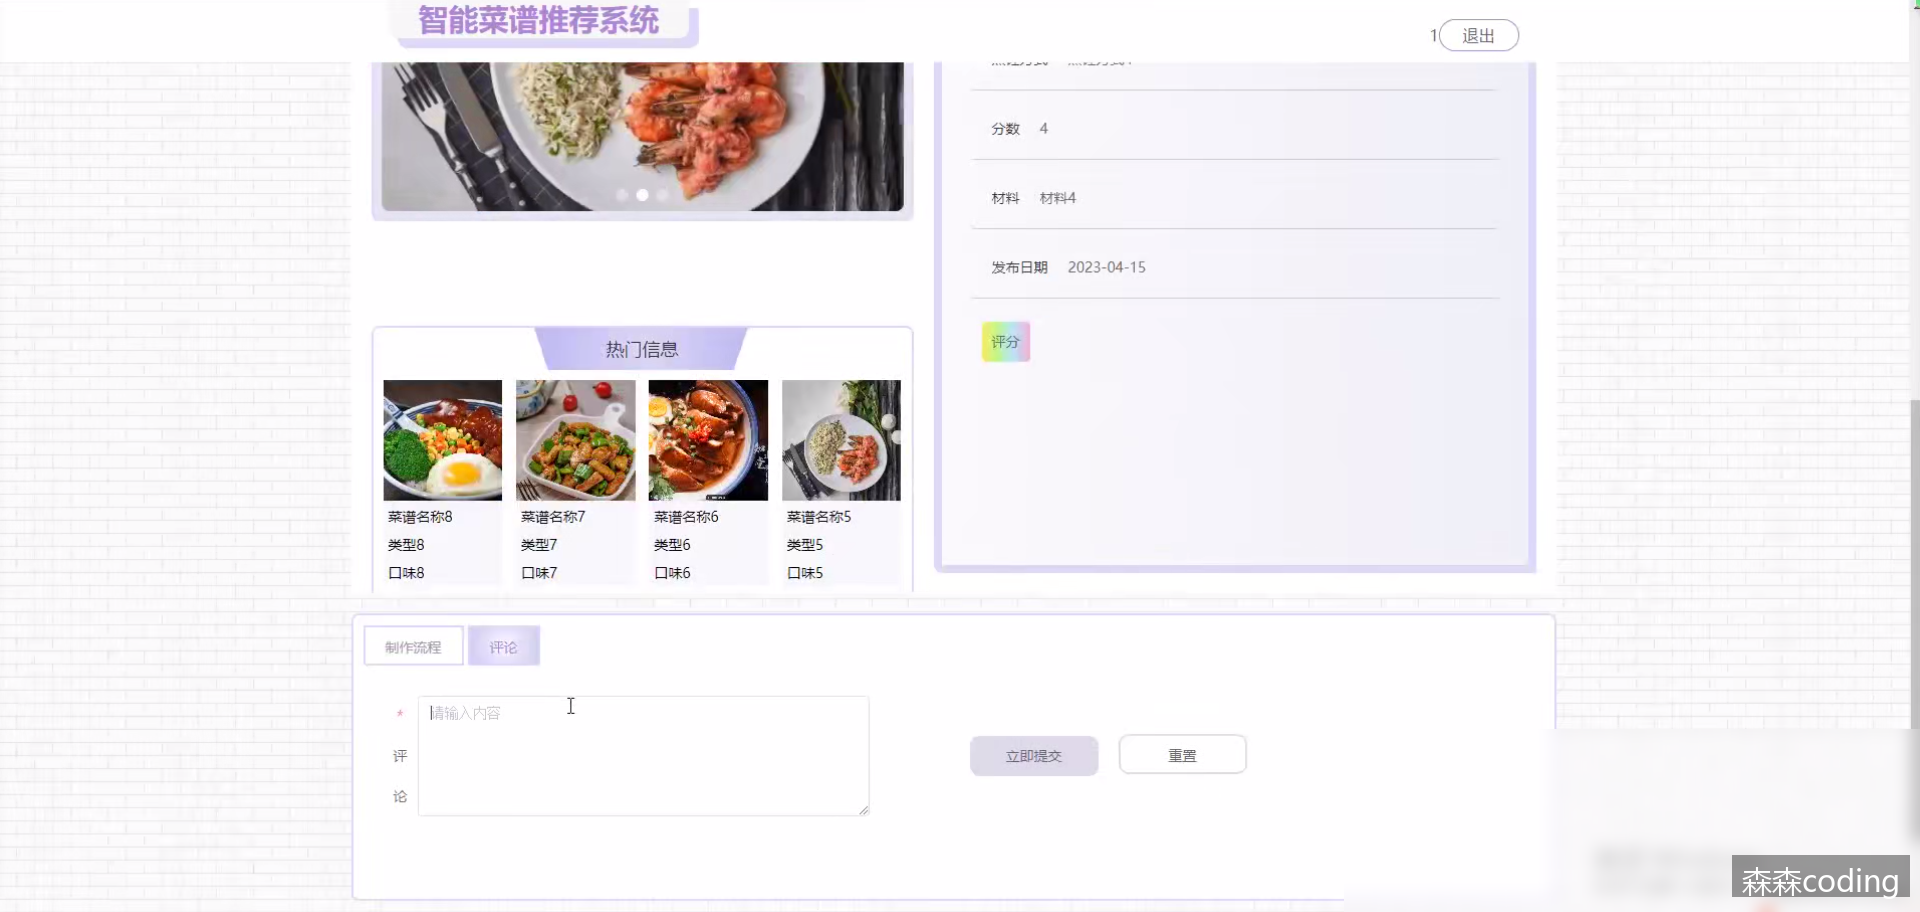 智能菜谱推荐系统
1 退出
分数 4
材料 材料4
发布日期 2023-04-15
评分
热门信息
菜谱名称8 菜谱名称7 菜谱名称6 菜谱名称5
类型8 类型7 类型6 类型5
口味8 口味7 口味6 口味5
制作流程 评论
* 评论 请输入内容
立即提交 重置
森森coding